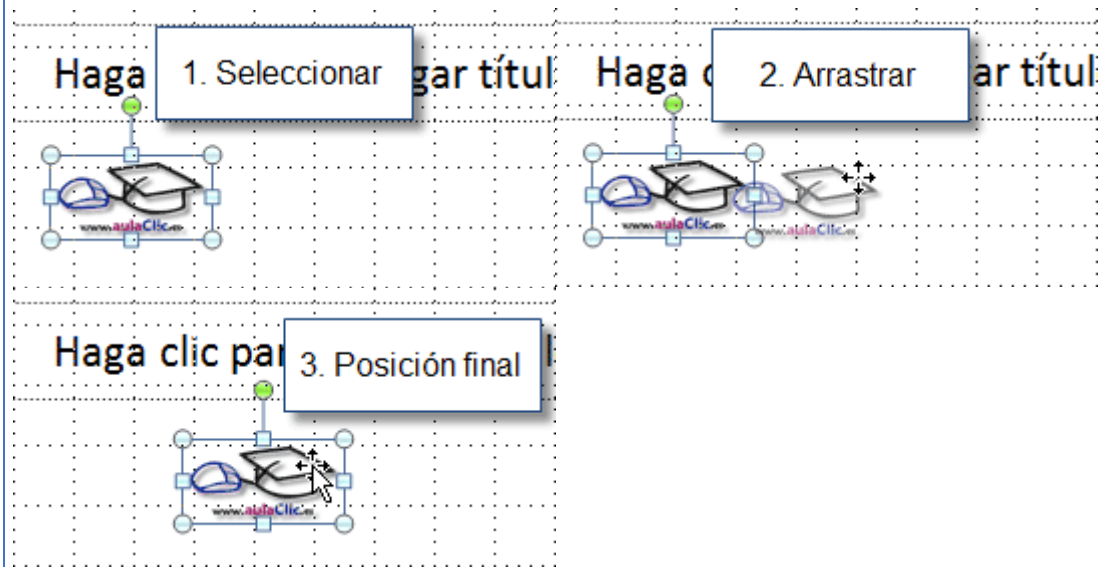 1. Seleccionar
Haga gar títul
www.aulaClic.es
2. Arrastrar
Haga c ar títul
www.aulaClic.es
www.aulaClic.es
3. Posición final
Haga clic par l
www.aulaClic.es